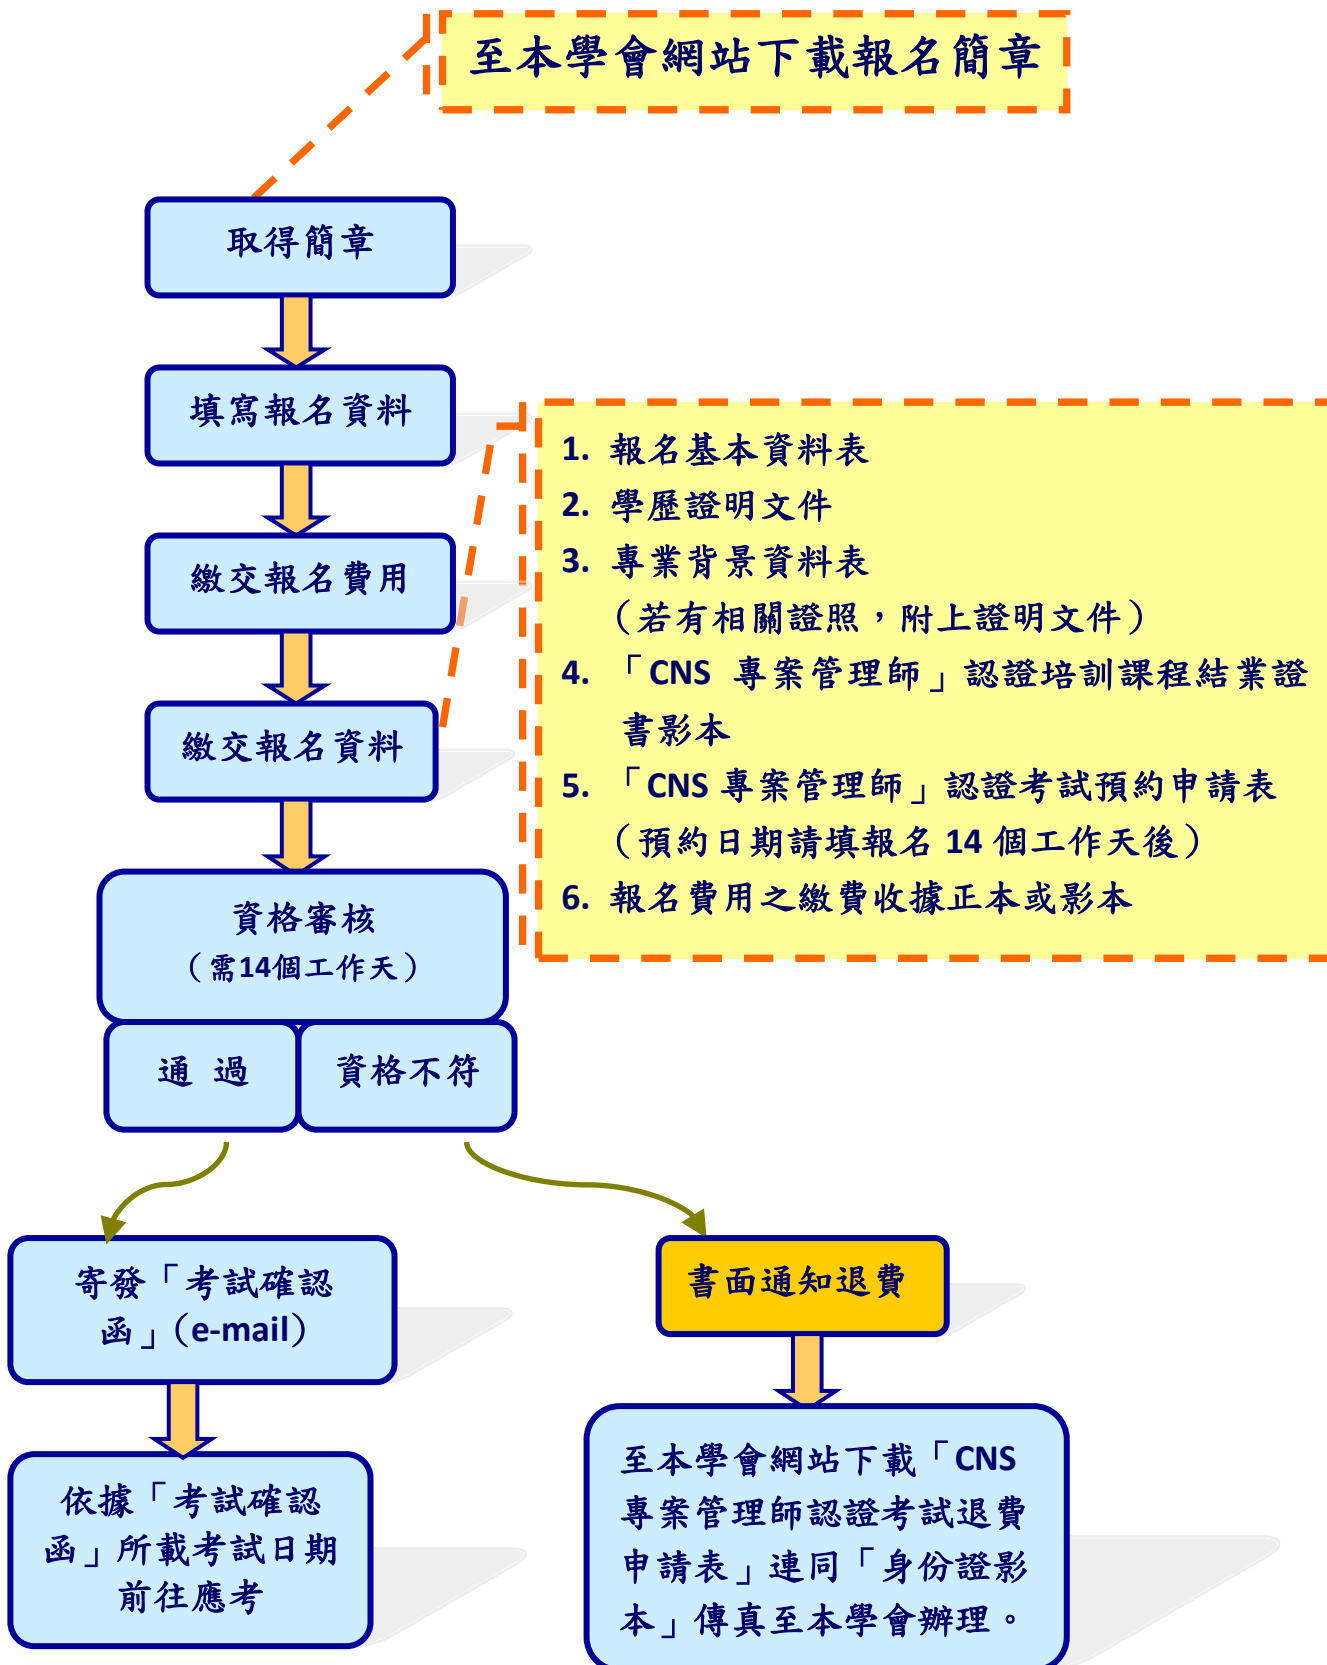 至本學會網站下載報名簡章
取得簡章
填寫報名資料
繳交報名費用
繳交報名資料
1. 報名基本資料表
2. 學歷證明文件
3. 專業背景資料表
（若有相關證照，附上證明文件）
4. 「CNS 專案管理師」認證培訓課程結業證
書影本
5. 「CNS 專案管理師」認證考試預約申請表
（預約日期請填報名 14 個工作天後）
6. 報名費用之繳費收據正本或影本
資格審核
（需14個工作天）
通 過
資格不符
寄發「考試確認
函」（e-mail）
依據「考試確認
函」所載考試日期
前往應考
書面通知退費
至本學會網站下載「CNS
專案管理師認證考試退費
申請表」連同「身份證影
本」傳真至本學會辦理。